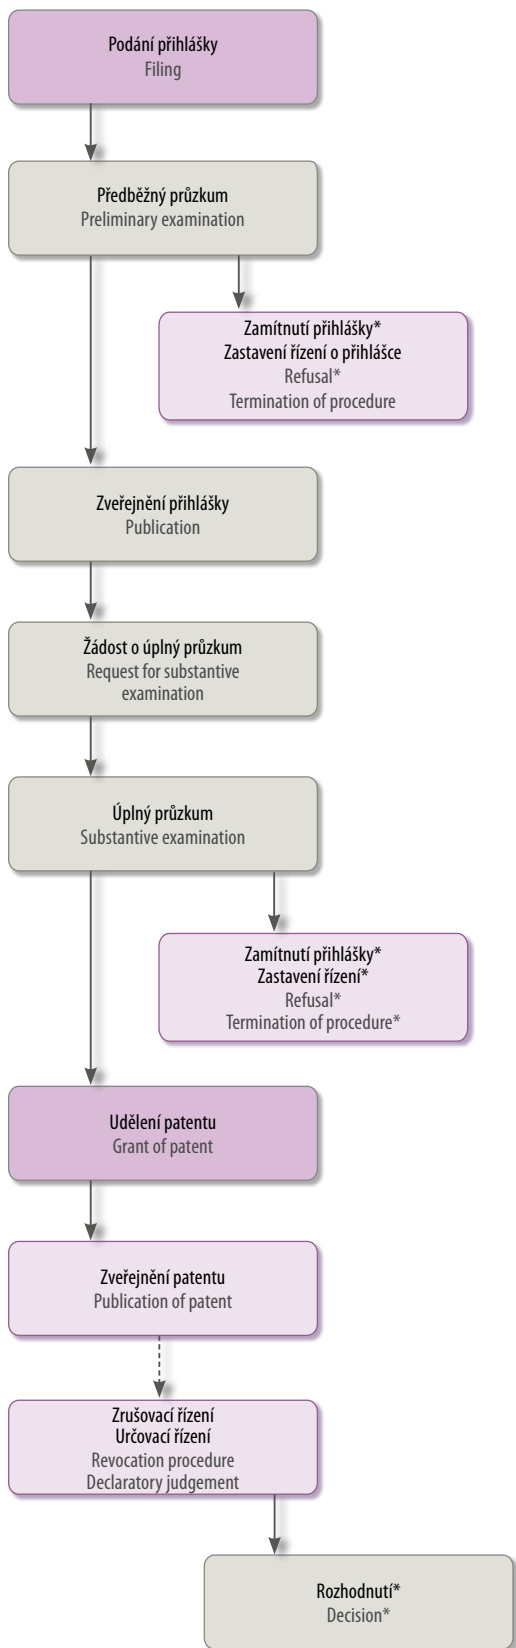 Podání přihlášky
Filing
Předběžný průzkum
Preliminary examination
Zamítnutí přihlášky*
Zastavení řízení o přihlášce
Refusal*
Termination of procedure
Zveřejnění přihlášky
Publication
Žádost o úplný průzkum
Request for substantive
examination
Úplný průzkum
Substantive examination
Zamítnutí přihlášky*
Zastavení řízení*
Refusal*
Termination of procedure*
Udělení patentu
Grant of patent
Zveřejnění patentu
Publication of patent
Zrušovací řízení
Určovací řízení
Revocation procedure
Declaratory judgement
Rozhodnutí*
Decision*